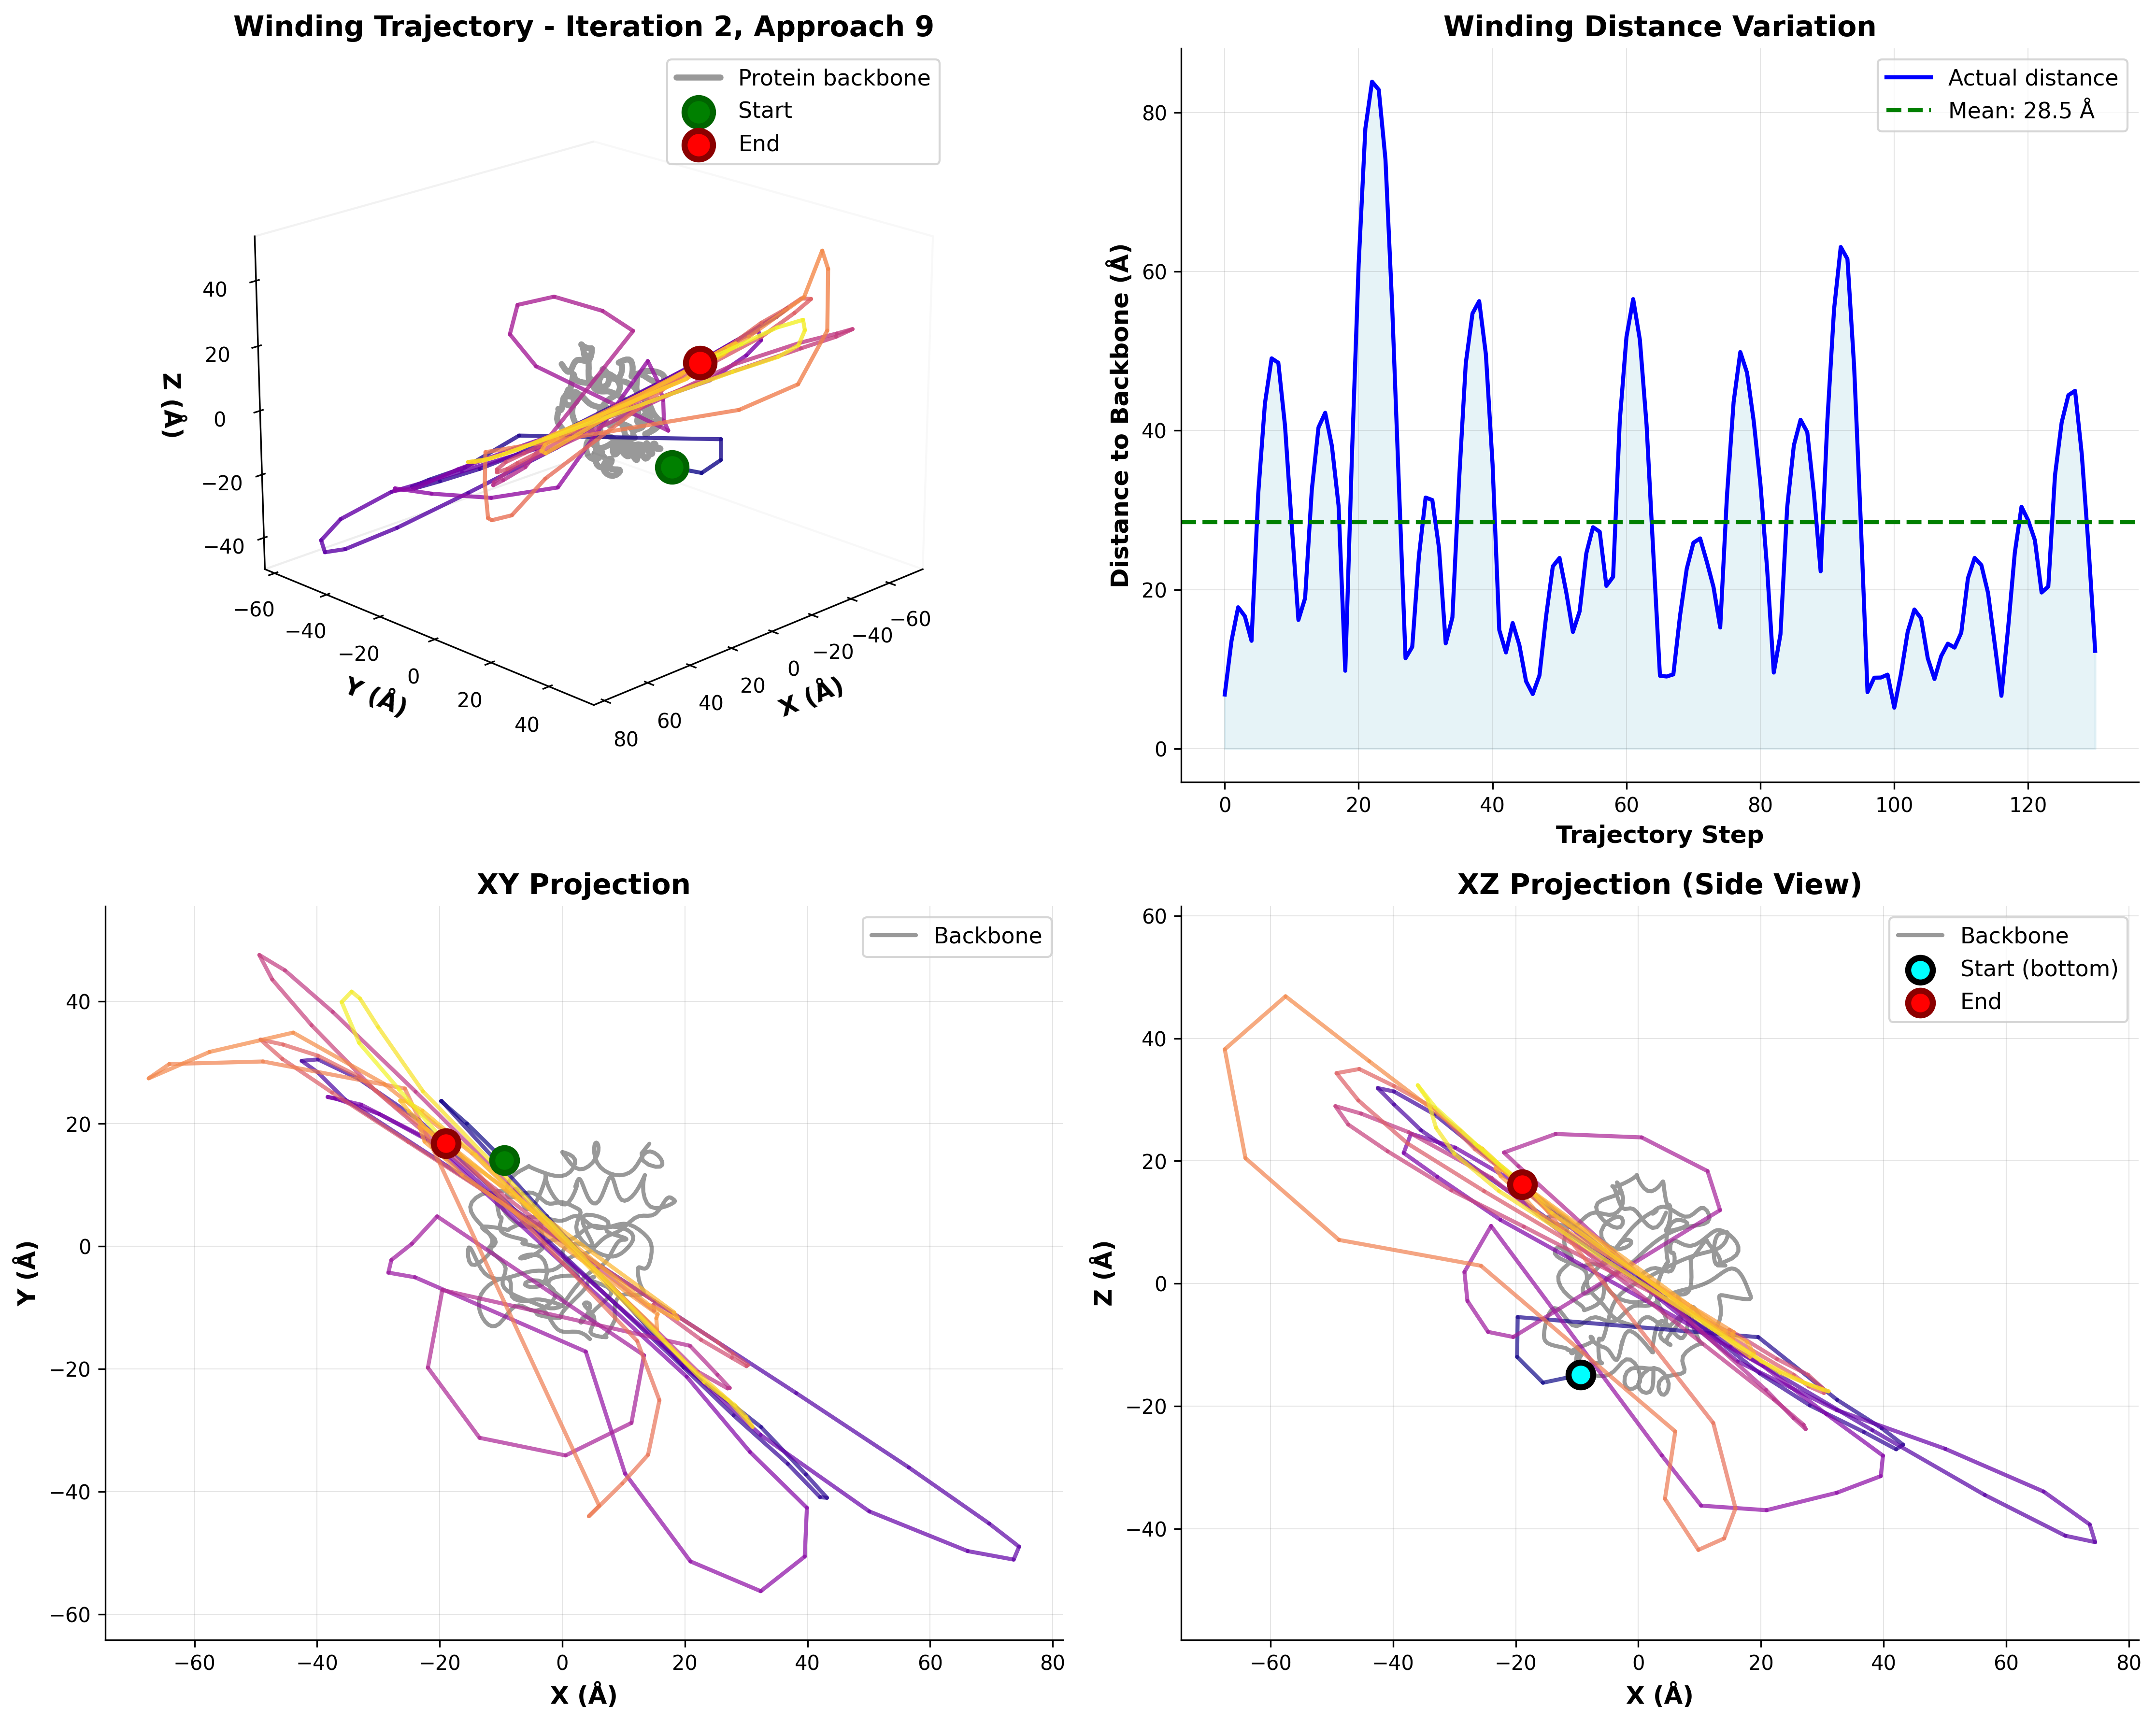 Winding Trajectory - Iteration 2, Approach 9
Protein backbone
Start
End
Z (Å)
40
20
0
−20
−40
−60
−40
−20
0
20
40
Y (Å)
80
60
40
20
0
−20
−40
−60
X (Å)
Winding Distance Variation
Actual distance
Mean: 28.5 Å
Distance to Backbone (Å)
80
60
40
20
0
0
20
40
60
80
100
120
Trajectory Step
XY Projection
Backbone
Y (Å)
40
20
0
−20
−40
−60
−60
−40
−20
0
20
40
60
80
X (Å)
XZ Projection (Side View)
Backbone
Start (bottom)
End
Z (Å)
60
40
20
0
−20
−40
−60
−40
−20
0
20
40
60
80
X (Å)